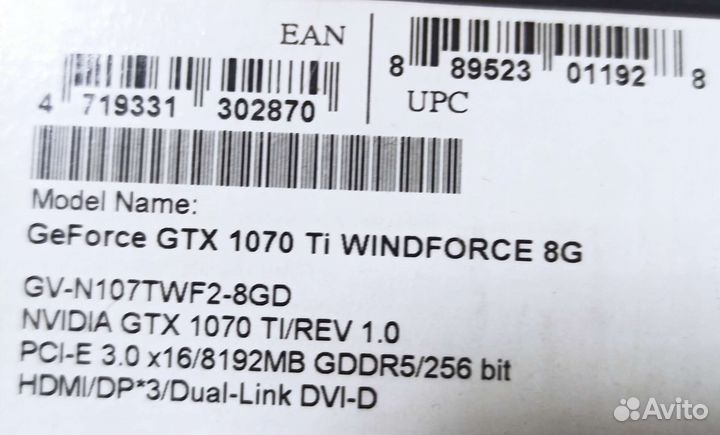 EAN
4 719331 302870
8 89523 01192 8
UPC
Model Name:
GeForce GTX 1070 Ti WINDFORCE 8G
GV-N107TWF2-8GD
NVIDIA GTX 1070 TI/REV 1.0
PCI-E 3.0 x16/8192MB GDDR5/256 bit
HDMI/DP*3/Dual-Link DVI-D
Avito